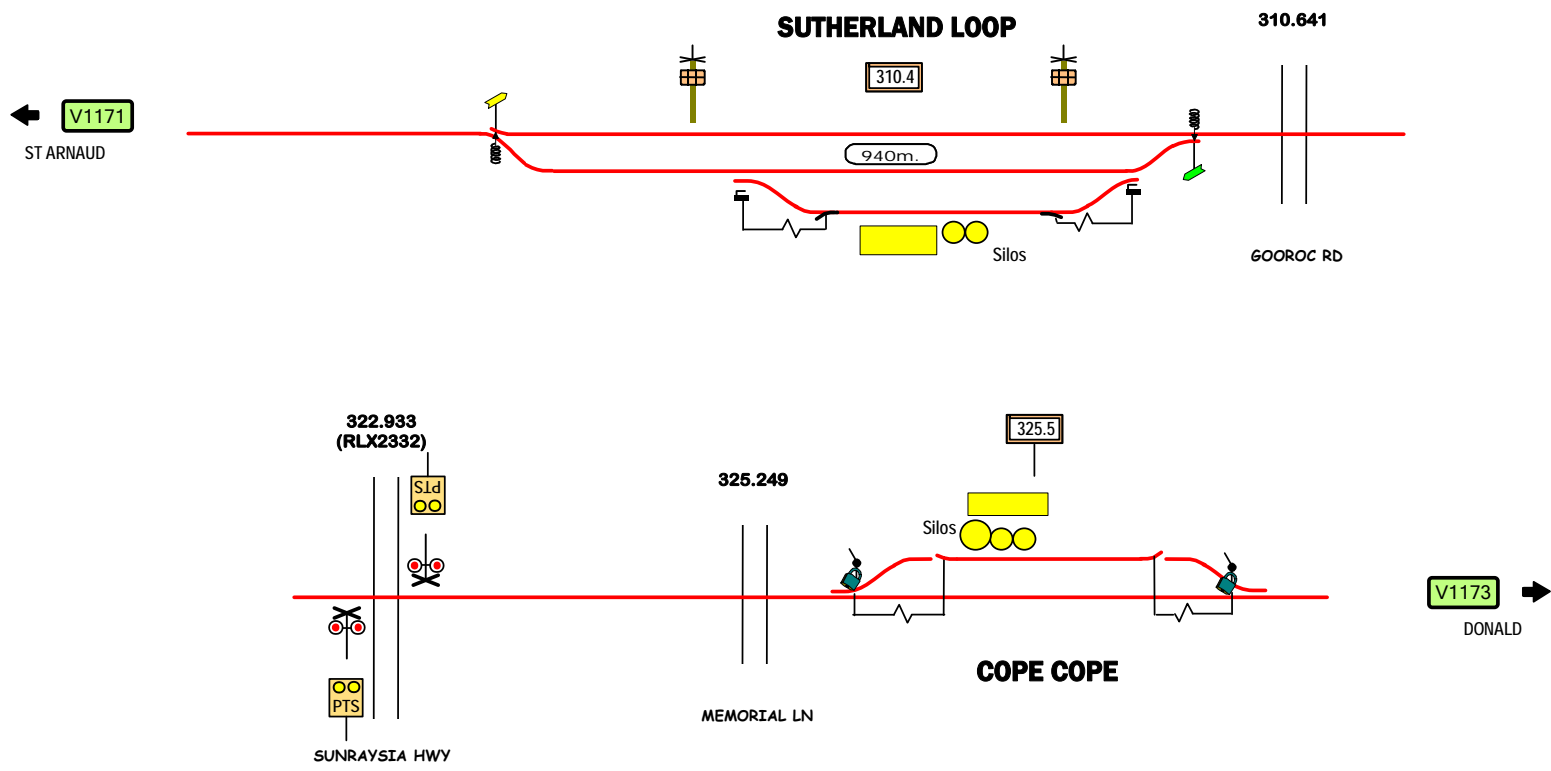 SUTHERLAND LOOP
310.641
310.4
V1171
ST ARNAUD
940m.
Silos
GOOROC RD
322.933
(RLX2332)
325.5
325.249
PTS
Silos
V1173
DONALD
COPE COPE
PTS
MEMORIAL LN
SUNRAYSIA HWY